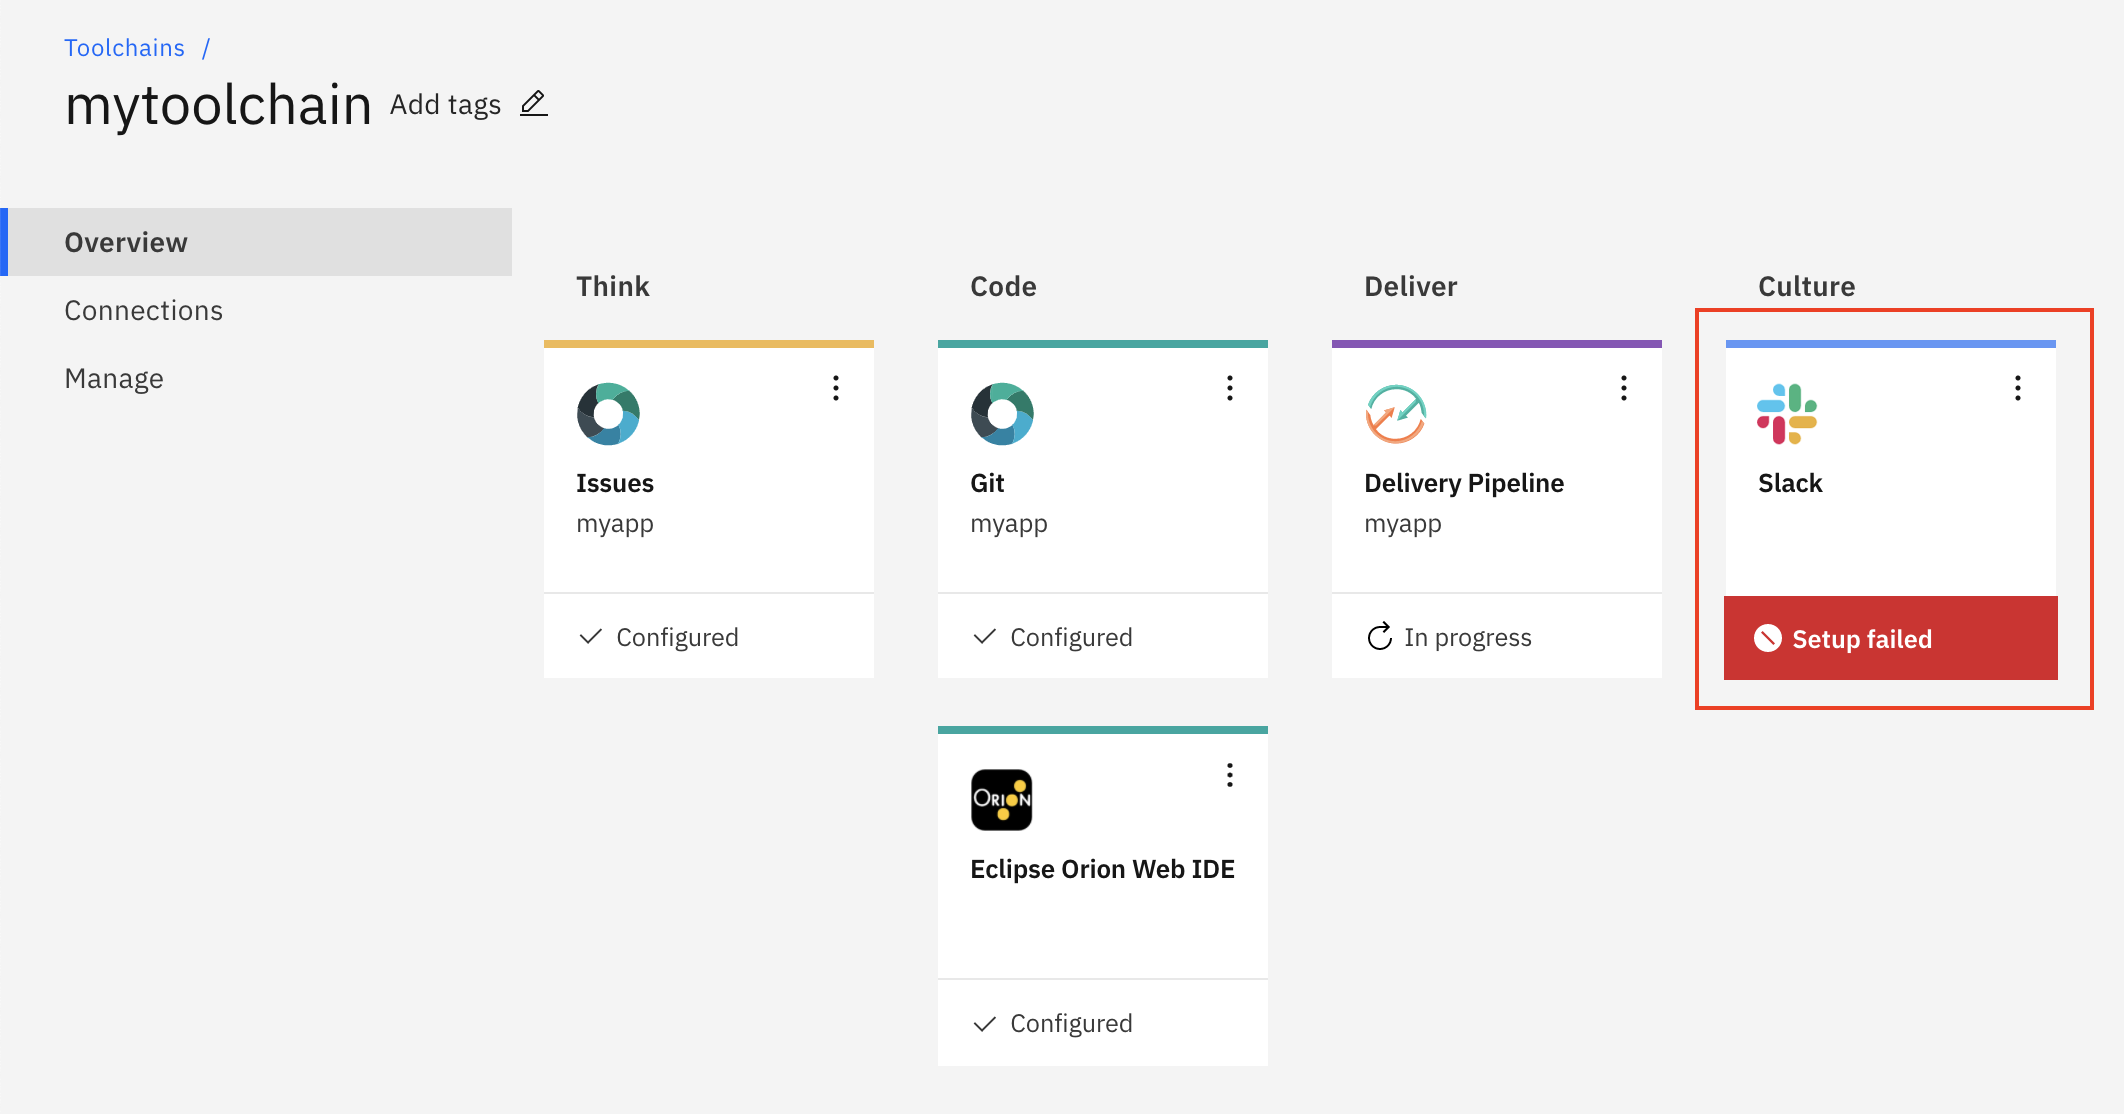 Toolchains /
mytoolchain Add tags
Overview
Connections
Manage
Think
Issues
myapp
Configured
Code
Git
myapp
Configured
ORION
Eclipse Orion Web IDE
Configured
Deliver
Delivery Pipeline
myapp
In progress
Culture
Slack
Setup failed